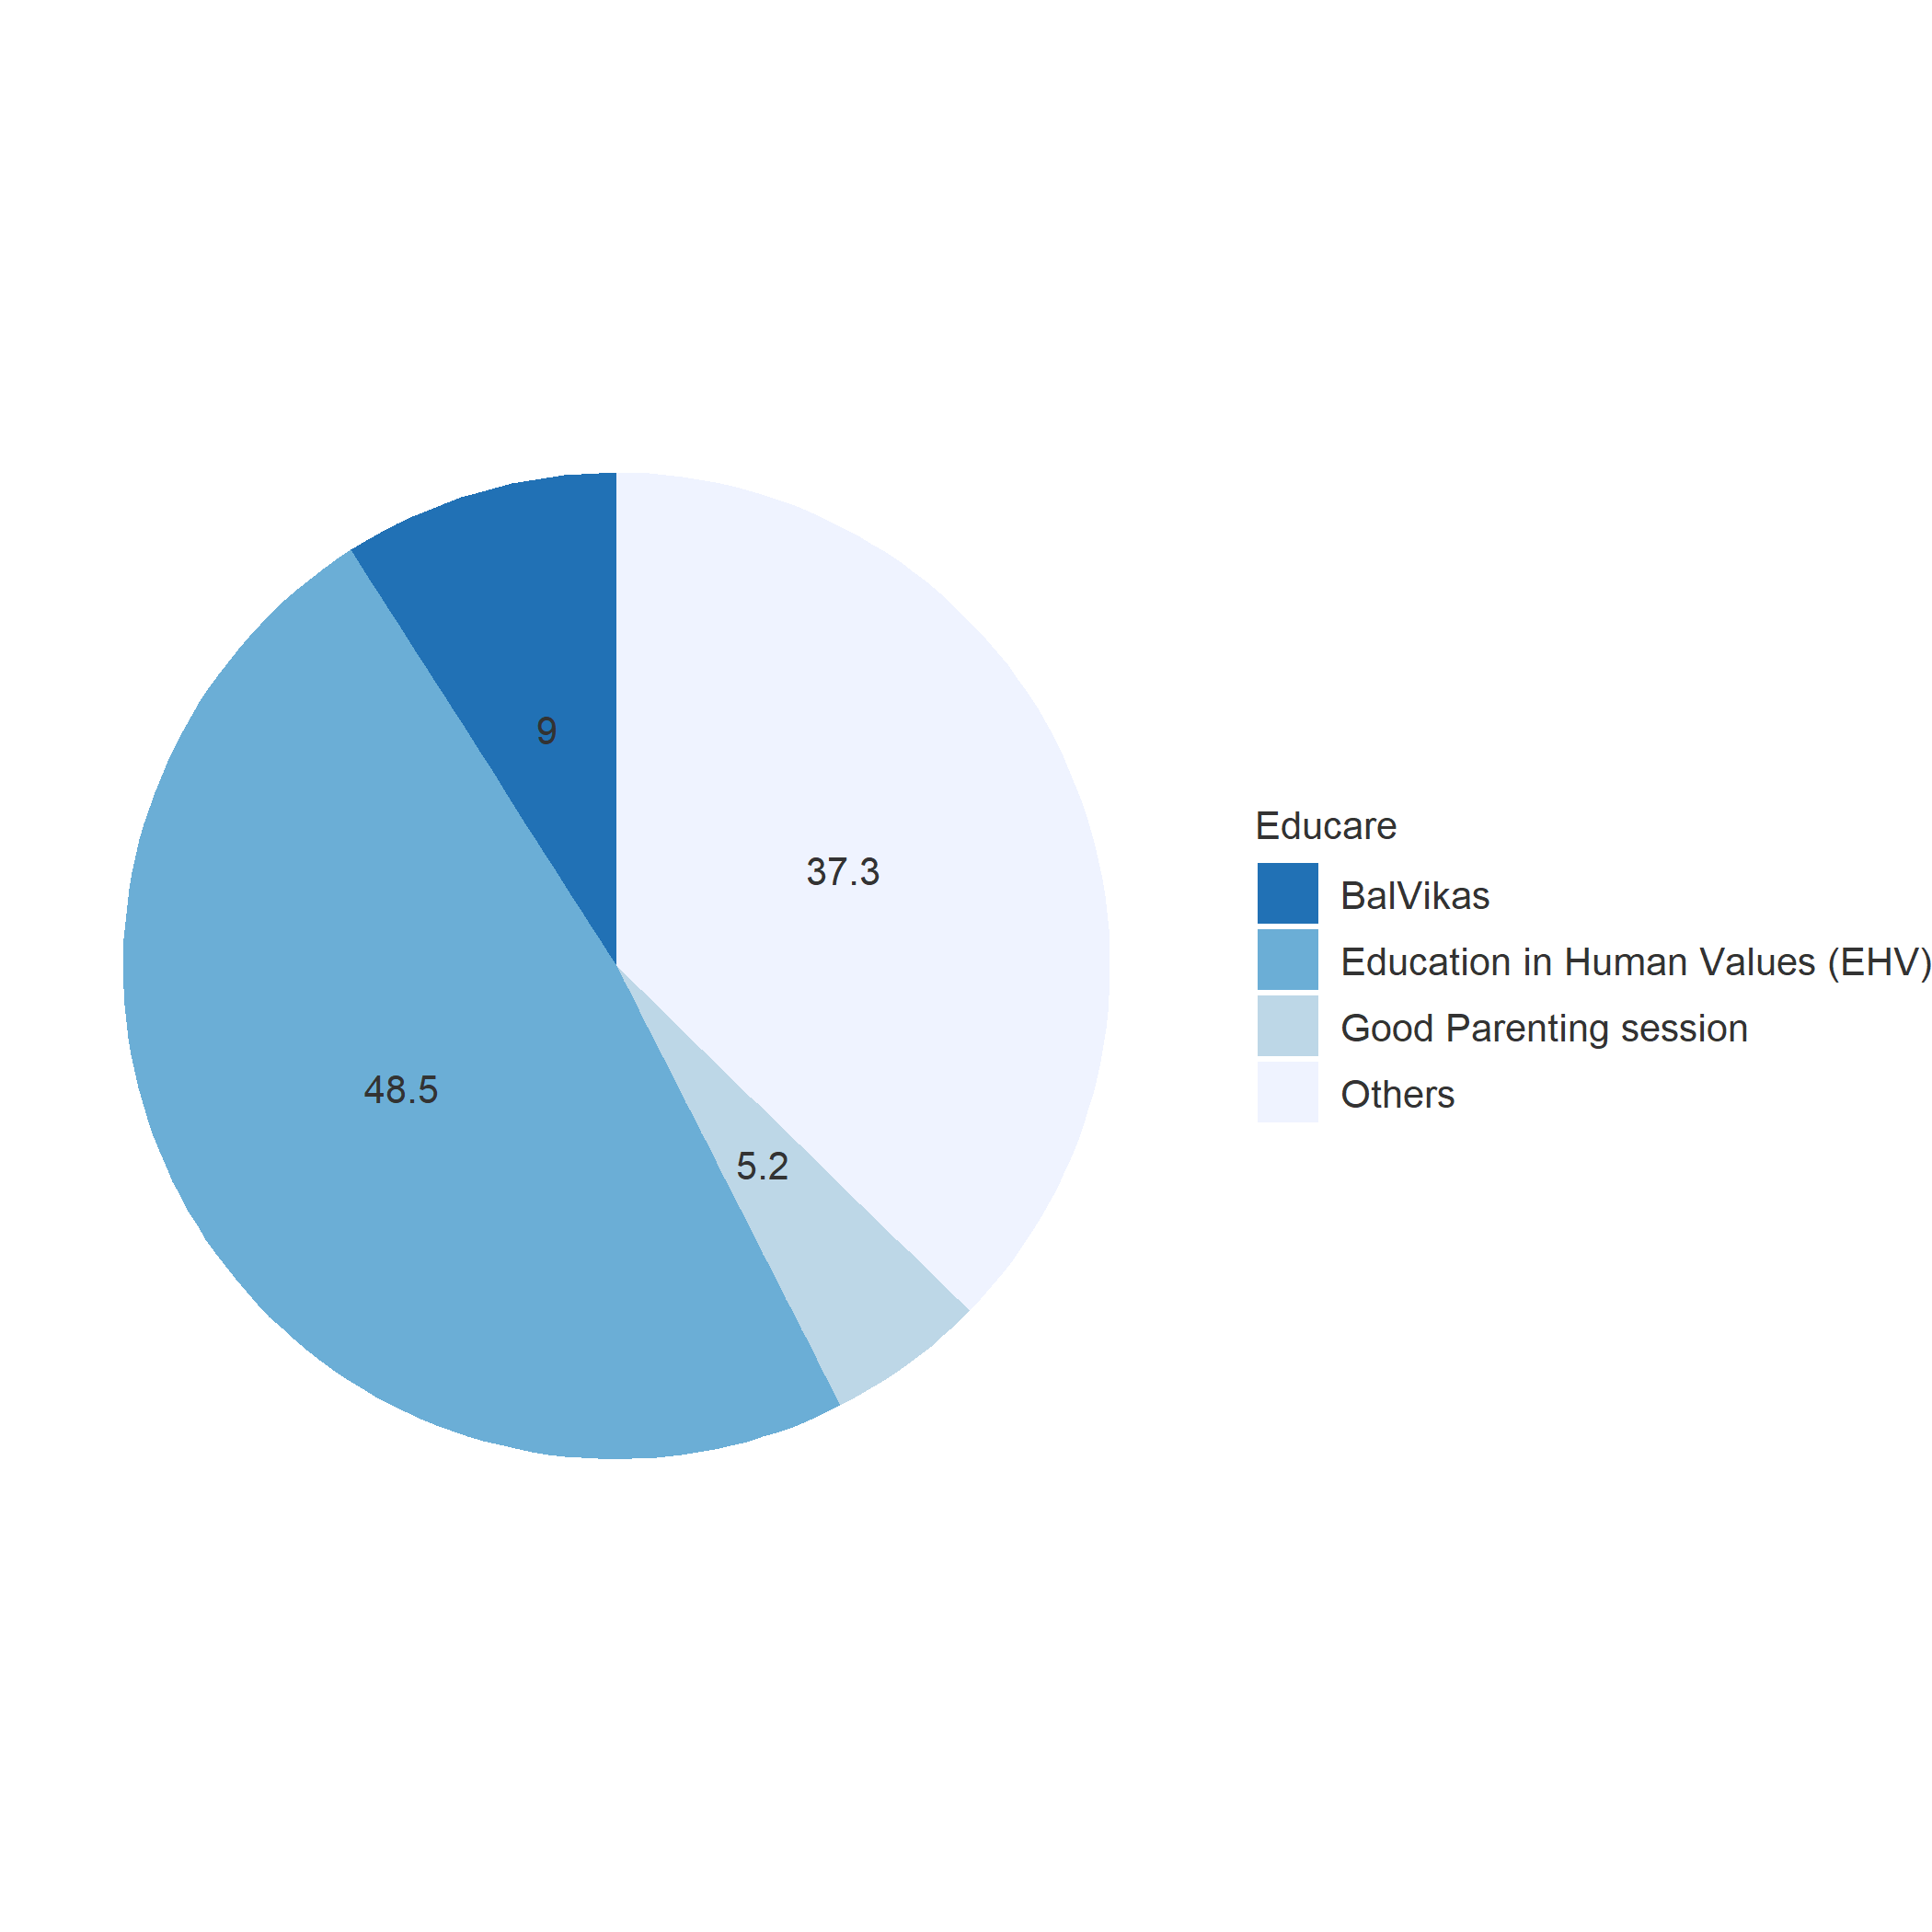 9
37.3
48.5
5.2
Educare
BalVikas
Education in Human Values (EHV)
Good Parenting session
Others